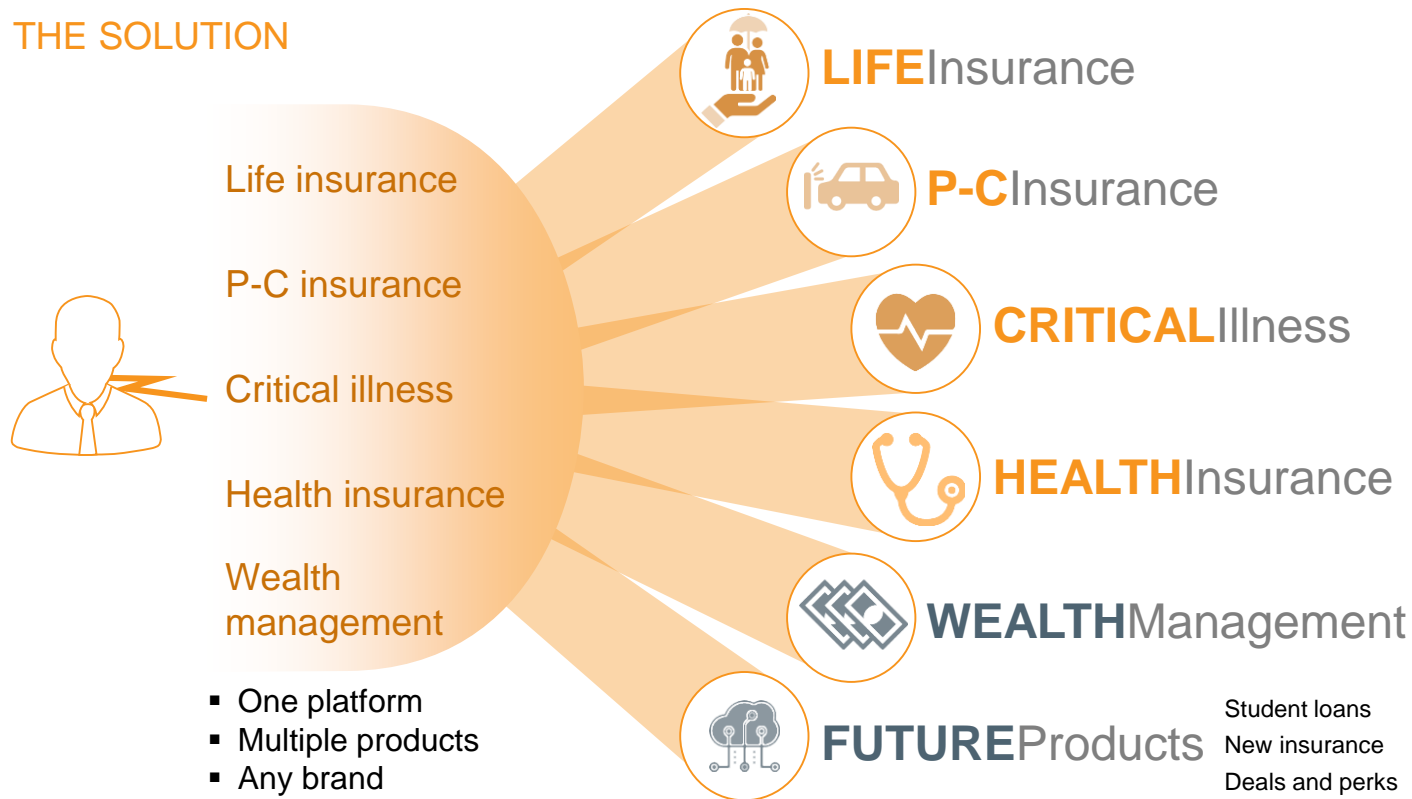 THE SOLUTION
Life insurance
P-C insurance
Critical illness
Health insurance
Wealth
management
▪ One platform
▪ Multiple products
▪ Any brand
LIFEInsurance
P-CInsurance
CRITICALIllness
HEALTHInsurance
WEALTHManagement
FUTUREProducts
Student loans
New insurance
Deals and perks